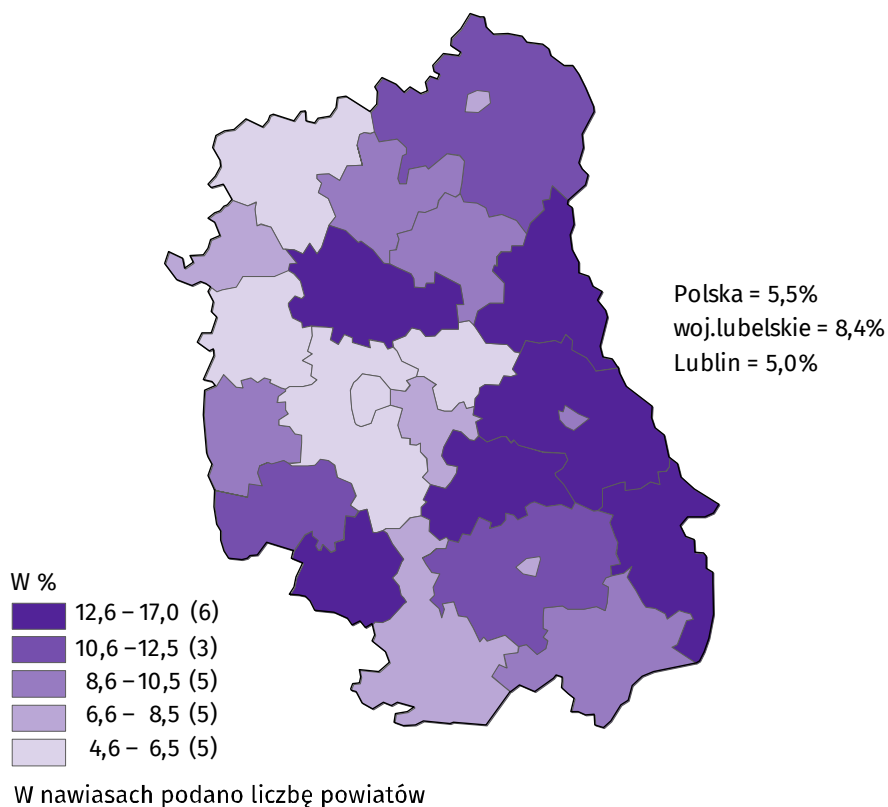 Polska = 5,5%
woj.lubelskie = 8,4%
Lublin = 5,0%
W %
12,6 – 17,0 (6)
10,6 – 12,5 (3)
8,6 – 10,5 (5)
6,6 – 8,5 (5)
4,6 – 6,5 (5)
W nawiasach podano liczbę powiatów